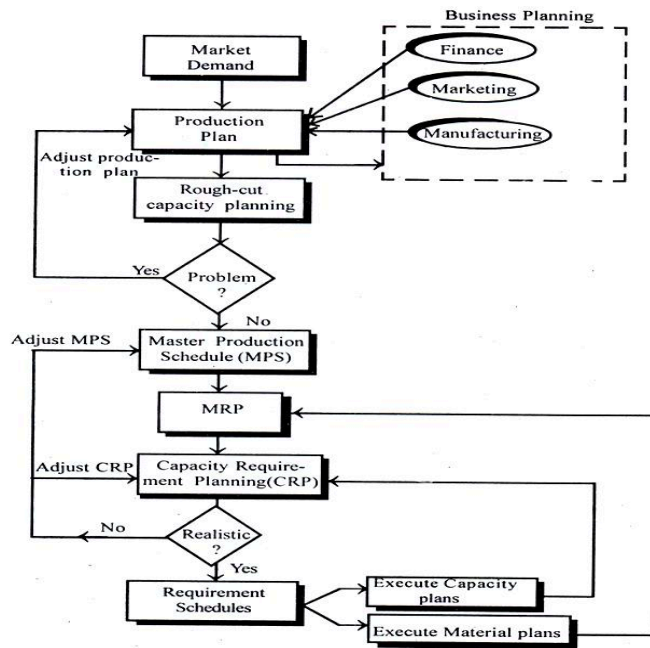 Business Planning
Market
Demand
Finance
Marketing
Manufacturing
Production
Plan
Adjust produc-
tion plan
Rough-cut
capacity planning
Yes
Problem
?
No
Adjust MPS
Master Production
Schedule (MPS)
MRP
Adjust CRP
Capacity Require-
ment Planning(CRP)
No
Realistic
?
Yes
Requirement
Schedules
Execute Capacity
plans
Execute Material plans